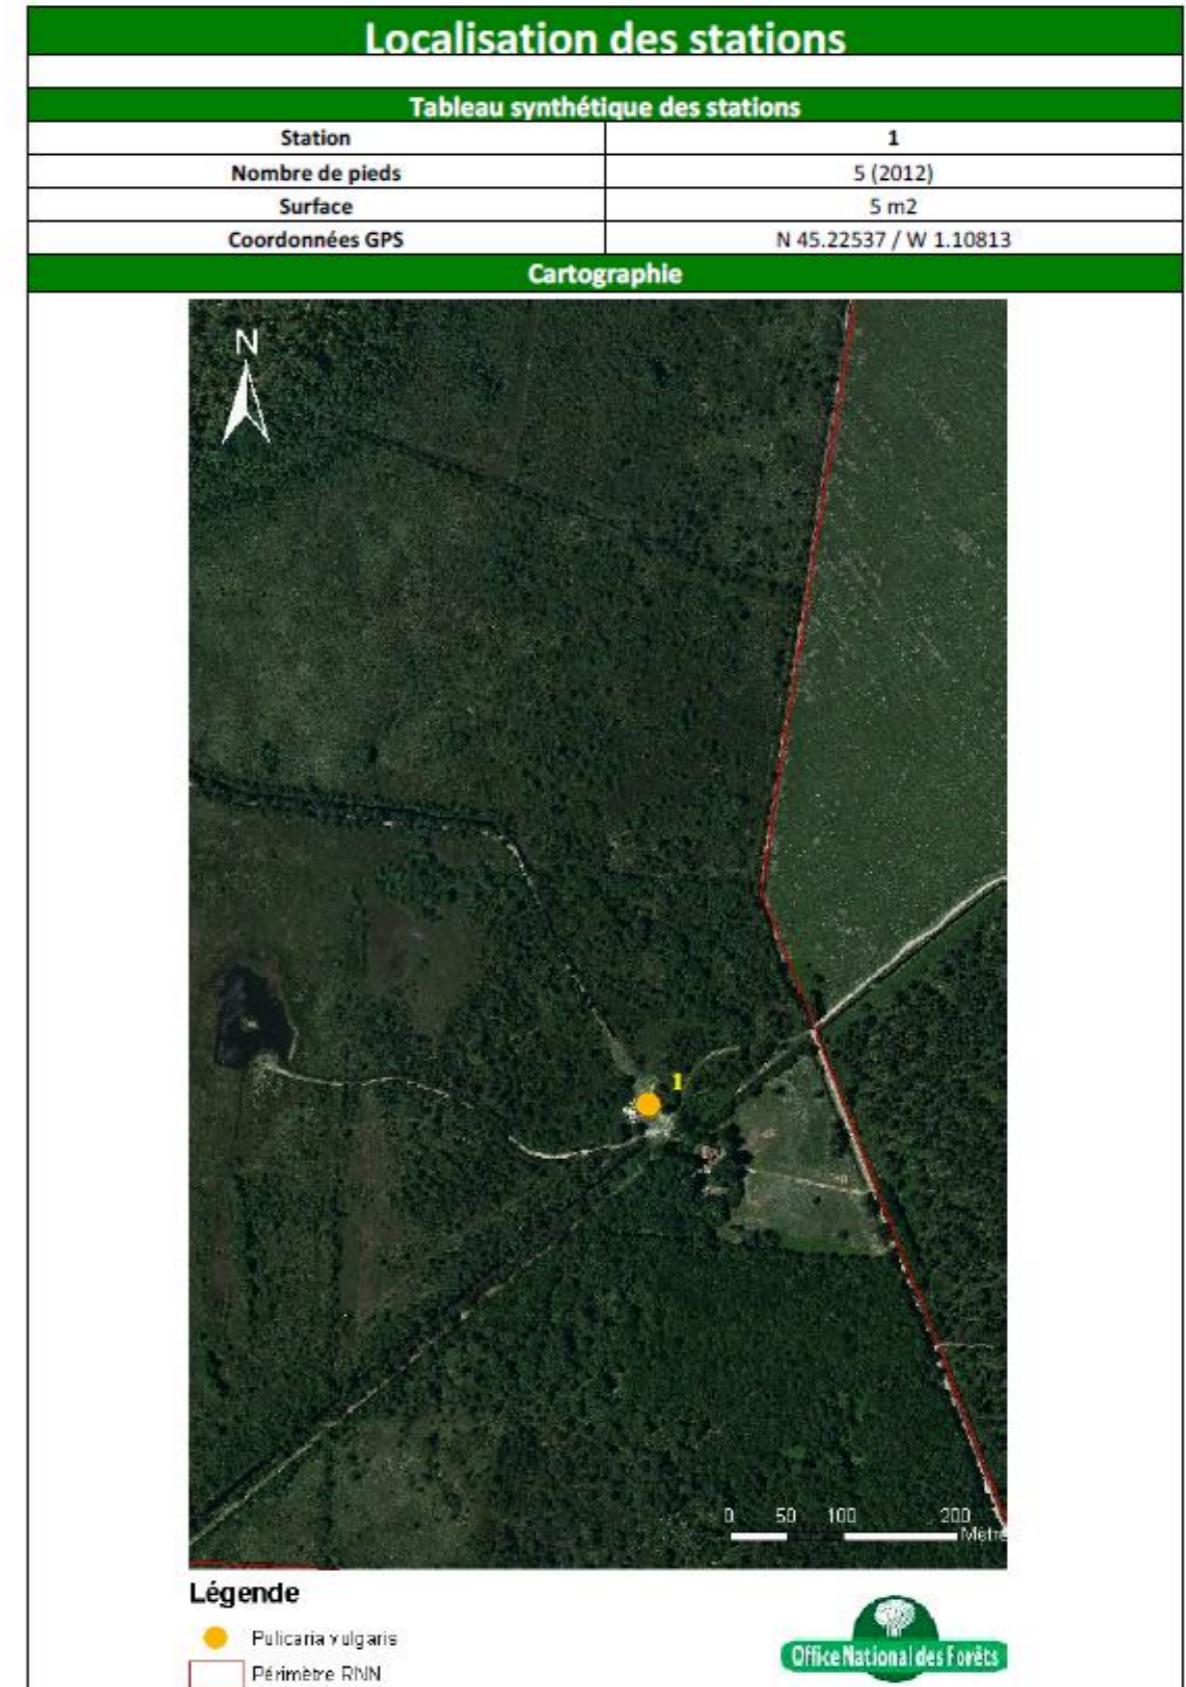 Localisation des stations
Tableau synthétique des stations
Station 1
Nombre de pieds 5 (2012)
Surface 5 m2
Coordonnées GPS N 45.22537 / W 1.10813
Cartographie
N
1
0 50 100 200
Mètre
Légende
Pulicaria vulgaris
Périmètre RNN
Office National des Forêts